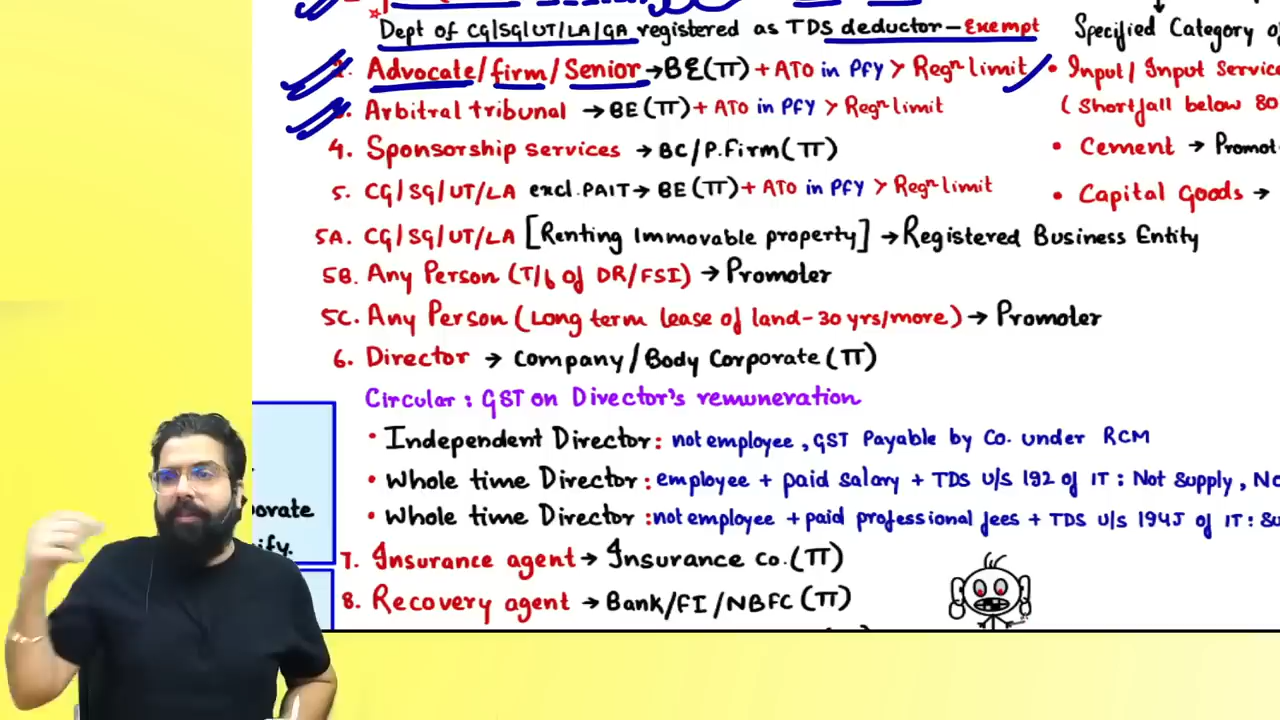 Dept of CG/SG/UT/LA/GA registered as TDS deductor – Exempt
2. Advocate/firm/Senior → BE(TT) + ATO in PFY > Regⁿ limit
3. Arbitral tribunal → BE(TT) + ATO in PFY > Regⁿ limit
4. Sponsorship services → BC/P.Firm(TT)
5. CG/SG/UT/LA excl. PAIT → BE(TT) + ATO in PFY > Regⁿ limit
5A. CG/SG/UT/LA [Renting Immovable property] → Registered Business Entity
5B. Any Person (T/f of DR/FSI) → Promoter
5C. Any Person (Long term lease of land – 30 yrs/more) → Promoter
6. Director → Company/Body Corporate (TT)
Circular : GST on Director's remuneration
• Independent Director : not employee, GST Payable by Co. under RCM
• Whole time Director : employee + paid salary + TDS u/s 192 of IT : Not Supply,
• Whole time Director : not employee + paid professional fees + TDS u/s 194J of IT :
7. Insurance agent → Insurance Co. (TT)
8. Recovery agent → Bank/FI/NBFC (TT)
Specified Category
• Input/Input
(Shortfall below 80
• Cement →
• Capital Goods →